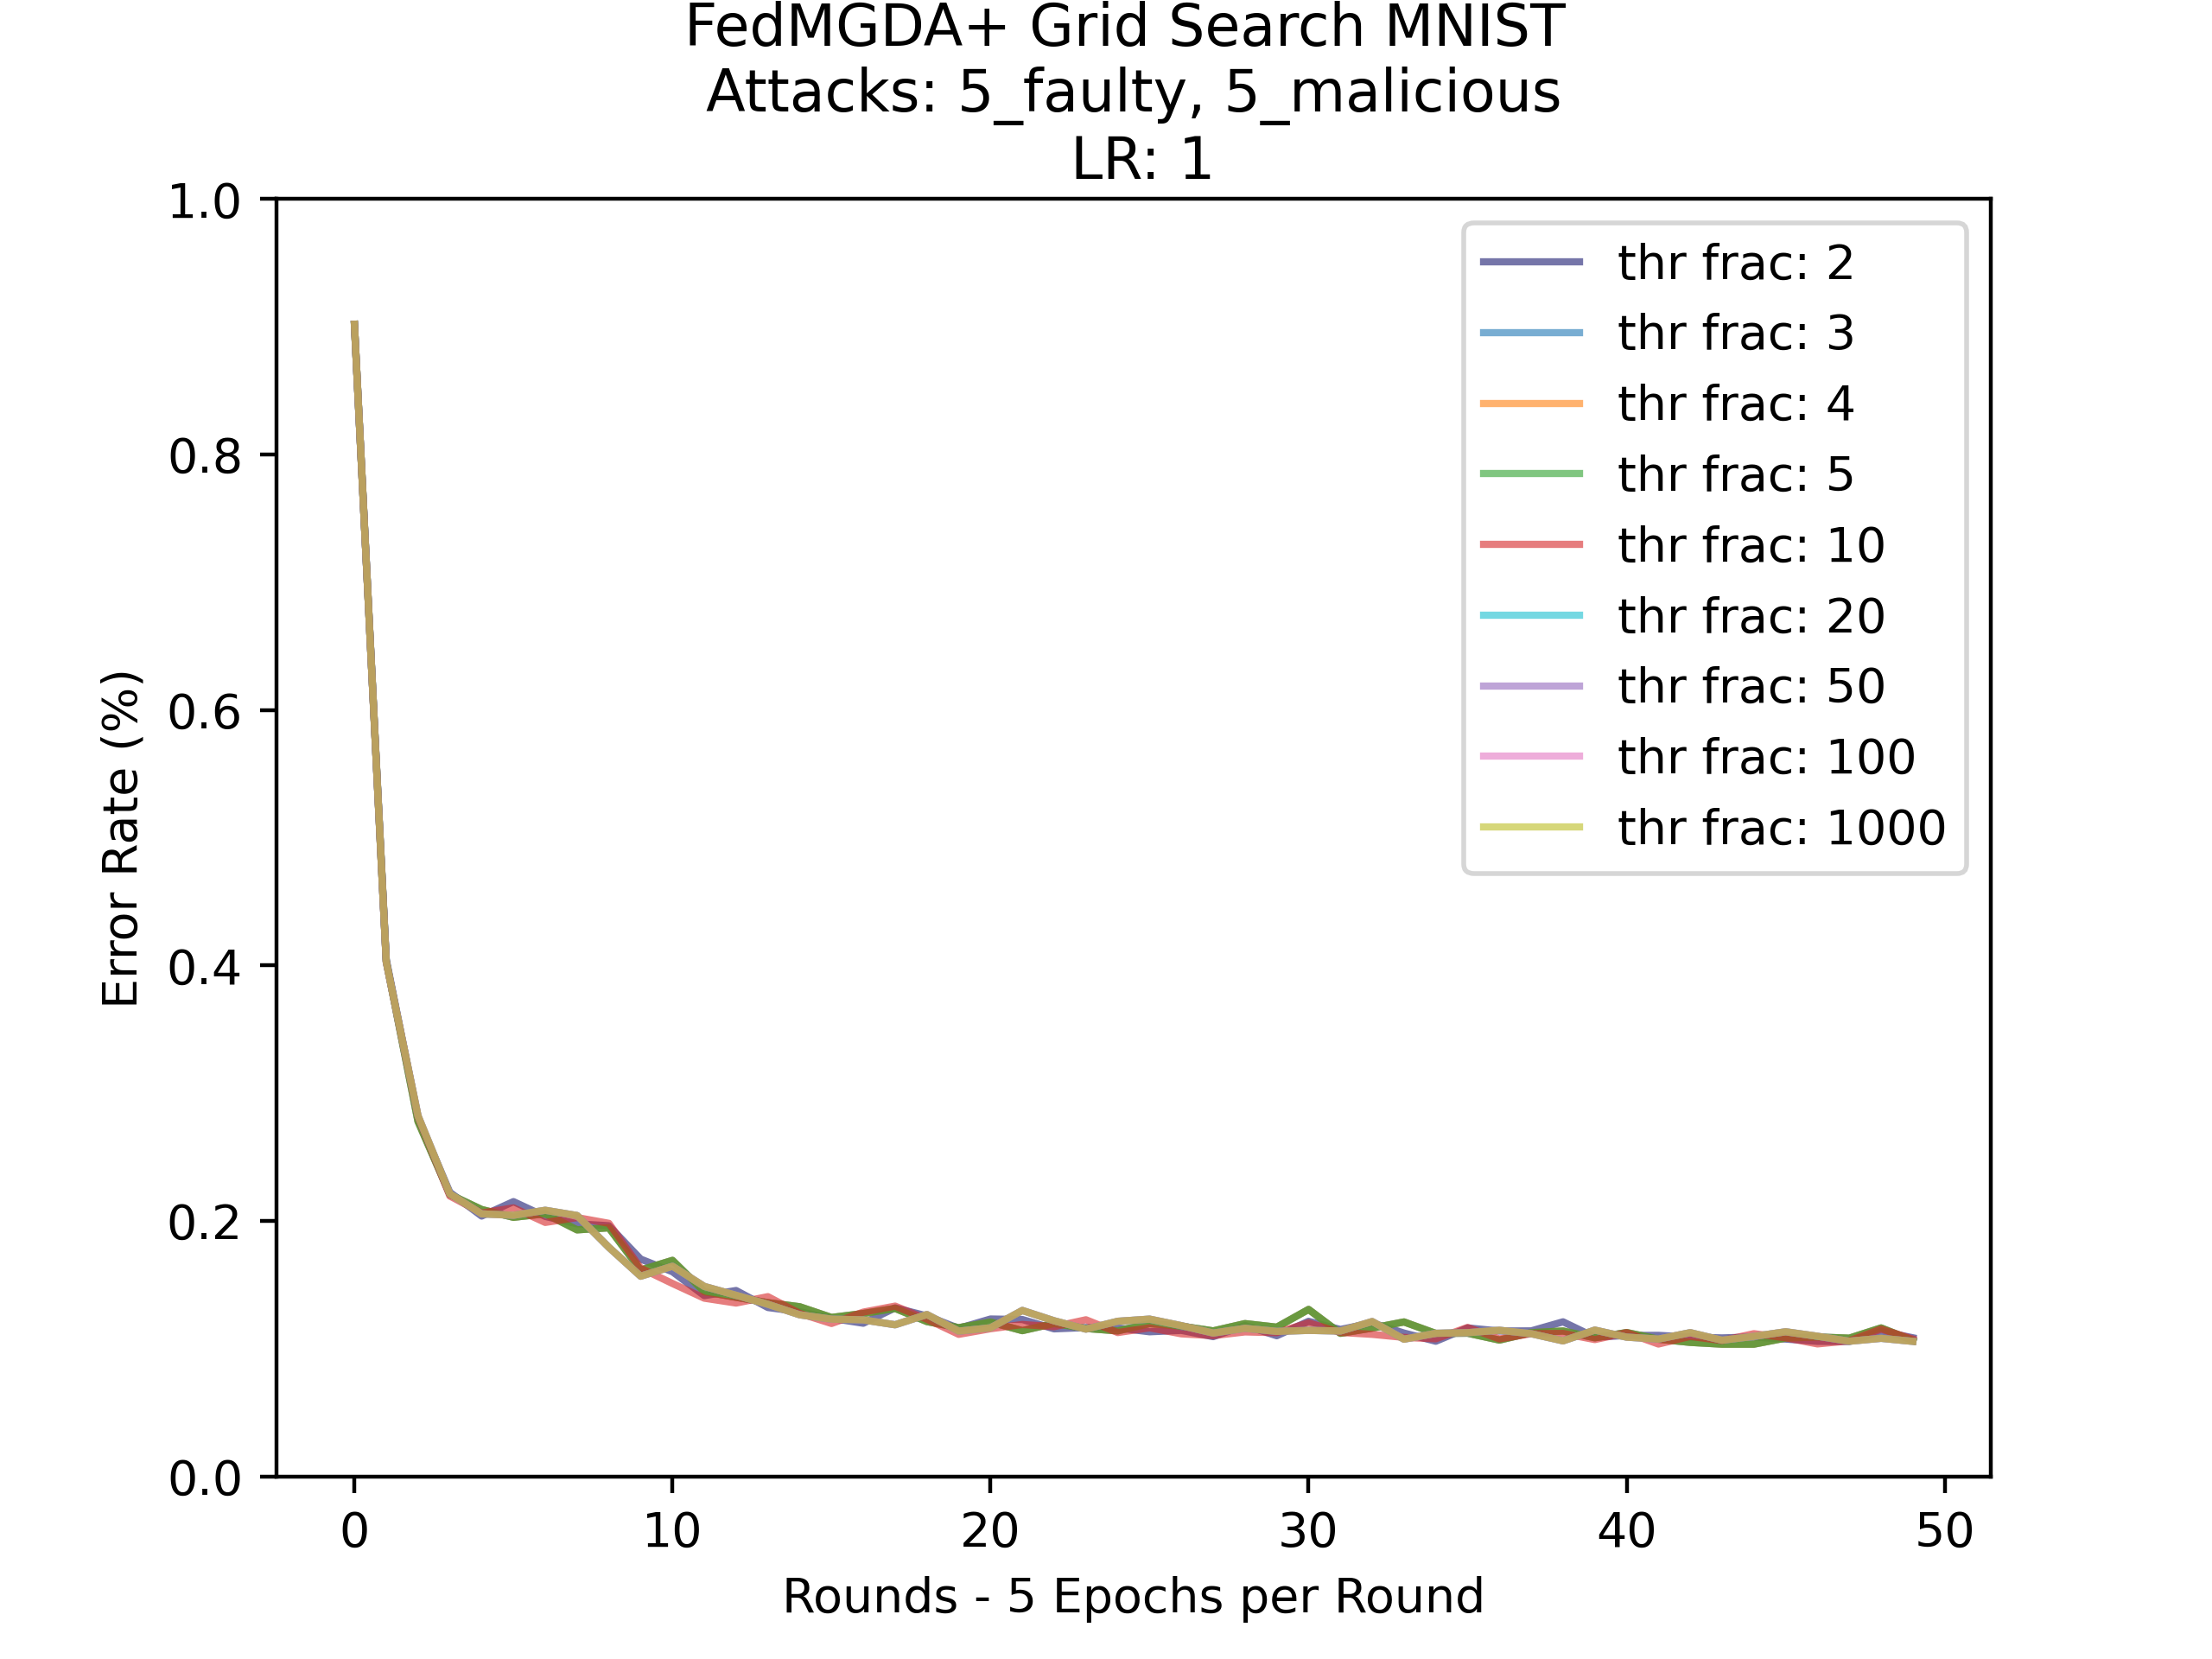 FedMGDA+ Grid Search MNIST
Attacks: 5_faulty, 5_malicious
LR: 1
1.0
0.8
0.6
0.4
0.2
0.0
Error Rate (%)
thr frac: 2
thr frac: 3
thr frac: 4
thr frac: 5
thr frac: 10
thr frac: 20
thr frac: 50
thr frac: 100
thr frac: 1000
0 10 20 30 40 50
Rounds - 5 Epochs per Round